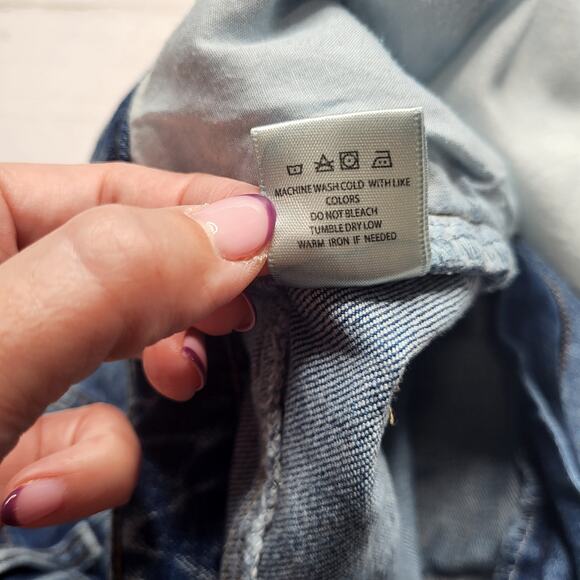 MACHINE WASH COLD WITH LIKE
COLORS
DO NOT BLEACH
TUMBLE DRY LOW
WARM IRON IF NEEDED